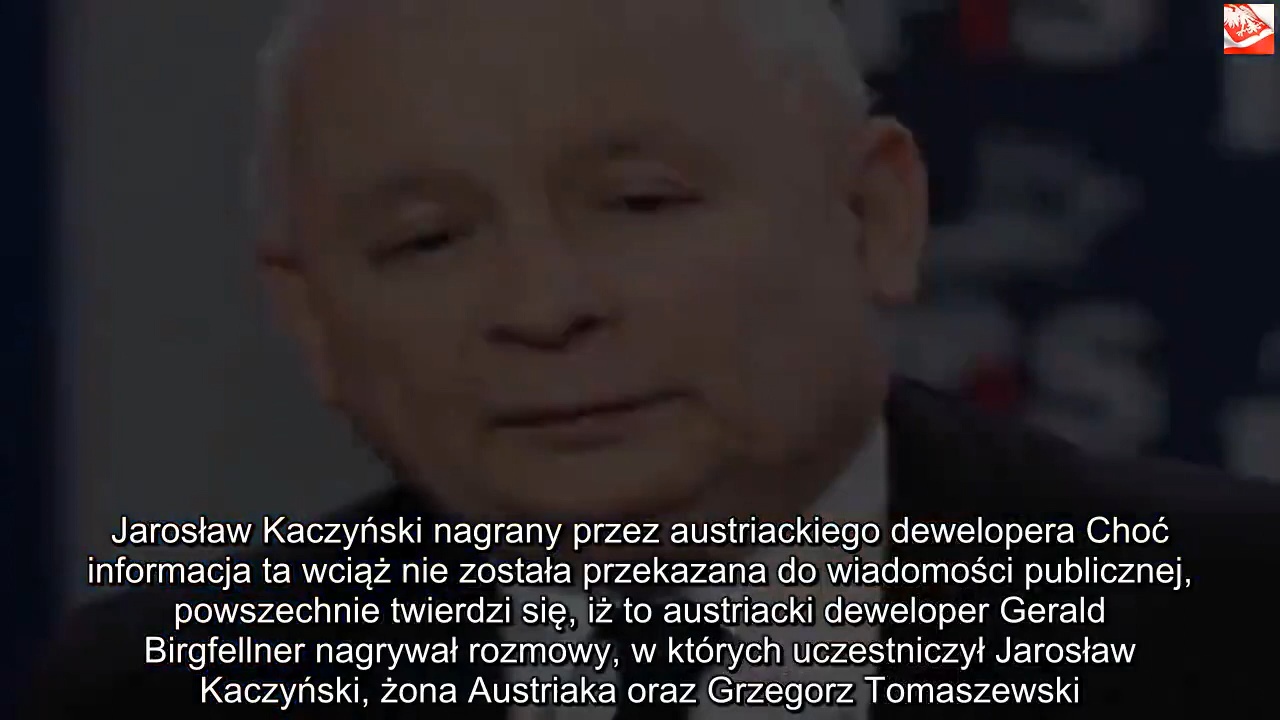 Jarosław Kaczyński nagrany przez austriackiego dewelopera Choć
informacja ta wciąż nie została przekazana do wiadomości publicznej,
powszechnie twierdzi się, iż to austriacki deweloper Gerald
Birgfellner nagrywał rozmowy, w których uczestniczył Jarosław
Kaczyński, żona Austriaka oraz Grzegorz Tomaszewski